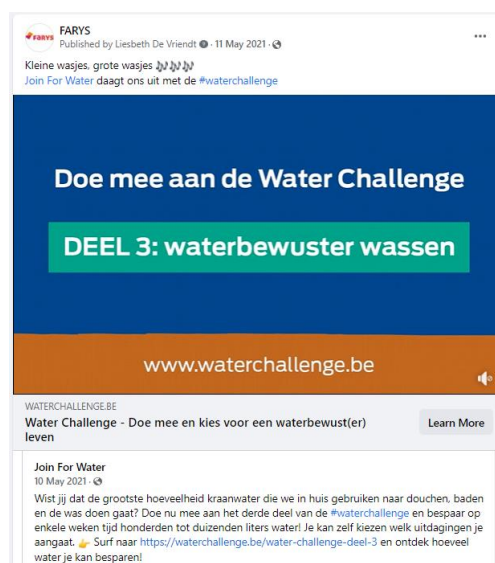 FARYS
FARYS
Published by Liesbeth De Vriendt · 11 May 2021 ·
Kleine wasjes, grote wasjes 🎶🎶🎶
Join For Water daagt ons uit met de #waterchallenge
Doe mee aan de Water Challenge
DEEL 3: waterbewuster wassen
www.waterchallenge.be
WATERCHALLENGE.BE
Water Challenge - Doe mee en kies voor een waterbewust(er)
leven
Learn More
Join For Water
10 May 2021 ·
Wist jij dat de grootste hoeveelheid kraanwater die we in huis gebruiken naar douchen, baden
en de was doen gaat? Doe nu mee aan het derde deel van de #waterchallenge en bespaar op
enkele weken tijd honderden tot duizenden liters water! Je kan zelf kiezen welk uitdagingen je
aangaat. 👉 Surf naar https://waterchallenge.be/water-challenge-deel-3 en ontdek hoeveel
water je kan besparen!